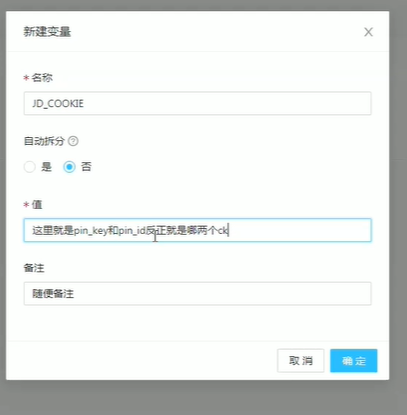 新建变量
* 名称
JD_COOKIE
自动拆分
是 否
* 值
这里就是pin_key和pin_id反正就是哪两个ck
备注
随便备注
取消 确定